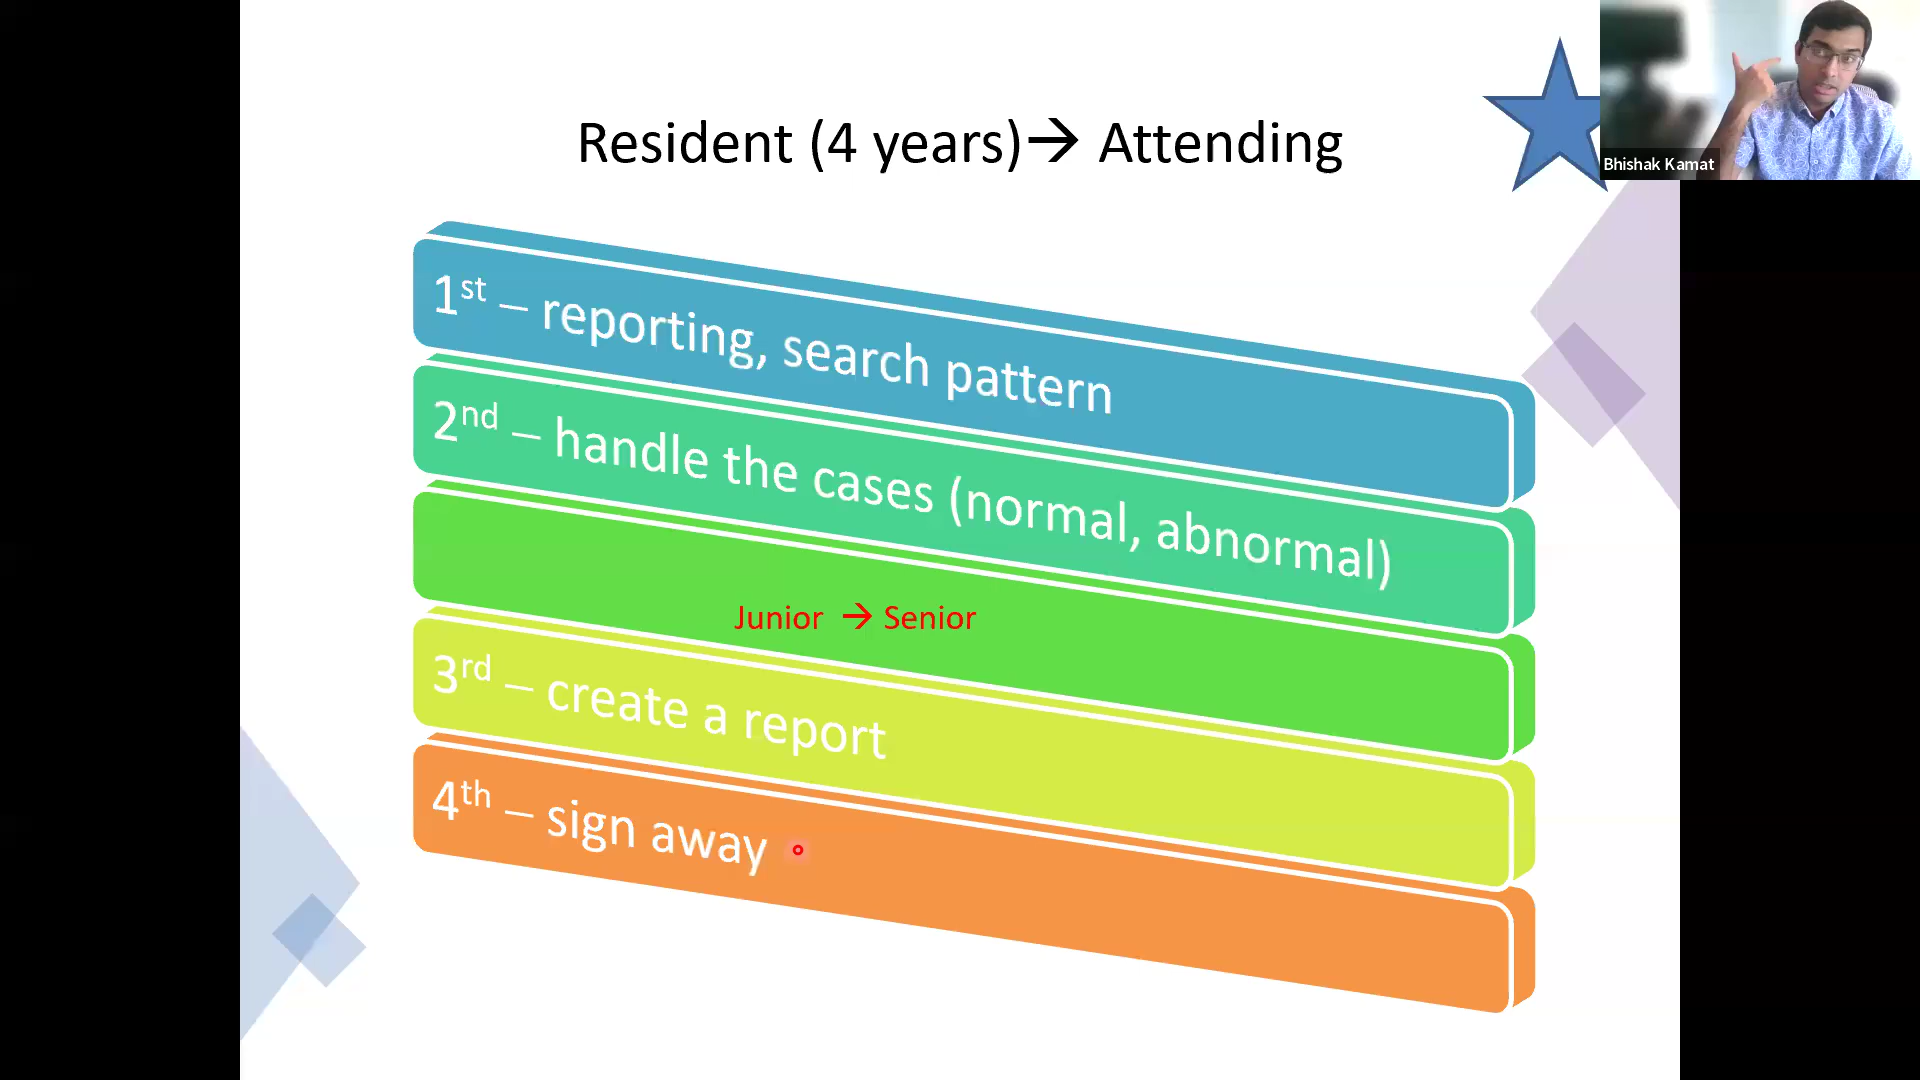 Resident (4 years)→ Attending
Bhishak Kamat
1st – reporting, search pattern
2nd – handle the cases (normal, abnormal)
Junior → Senior
3rd – create a report
4th – sign away